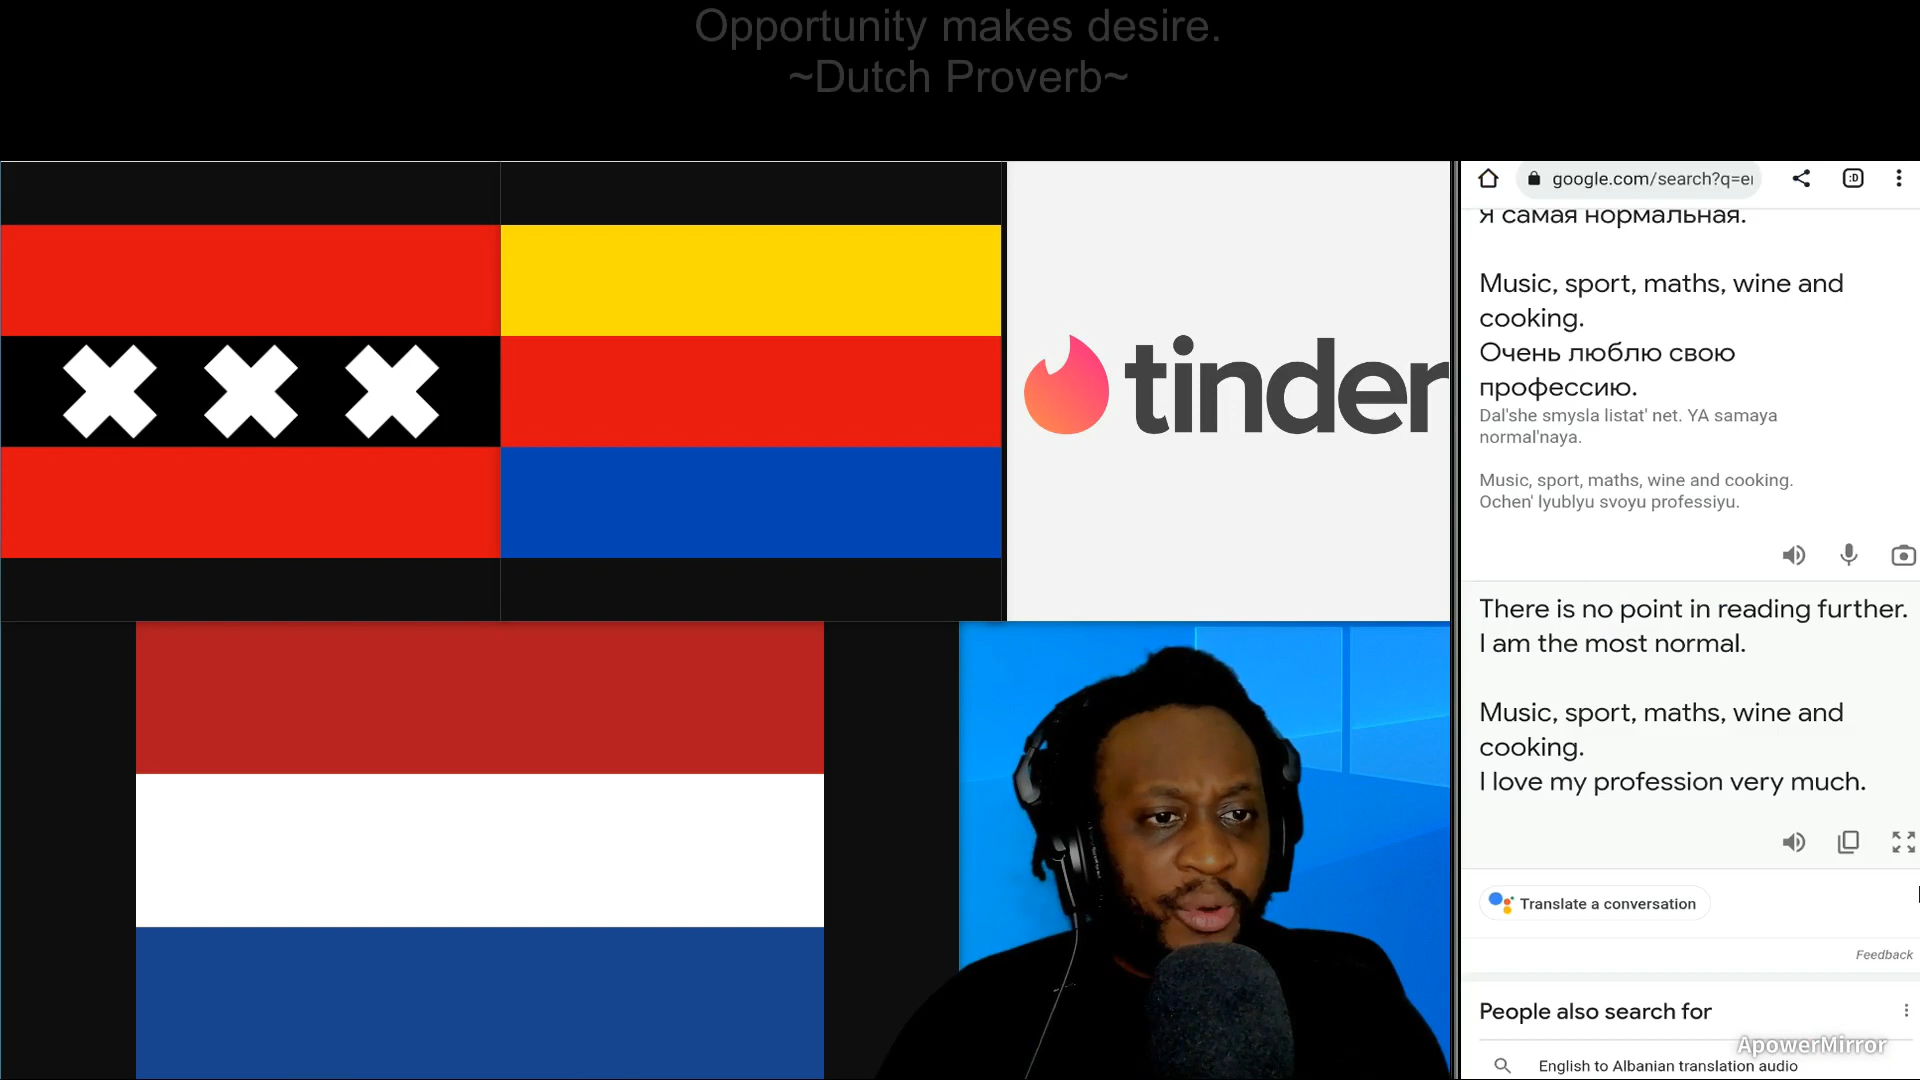 Opportunity makes desire.
~Dutch Proverb~
tinder
google.com/search?q=e
Я самая нормальная.
Music, sport, maths, wine and
cooking.
Очень люблю свою
профессию.
Dal'she smysla listat' net. YA samaya
normal'naya.
Music, sport, maths, wine and cooking.
Ochen' lyublyu svoyu professiyu.
There is no point in reading further.
I am the most normal.
Music, sport, maths, wine and
cooking.
I love my profession very much.
Translate a conversation
Feedback
People also search for
ApowerMirror
English to Albanian translation audio